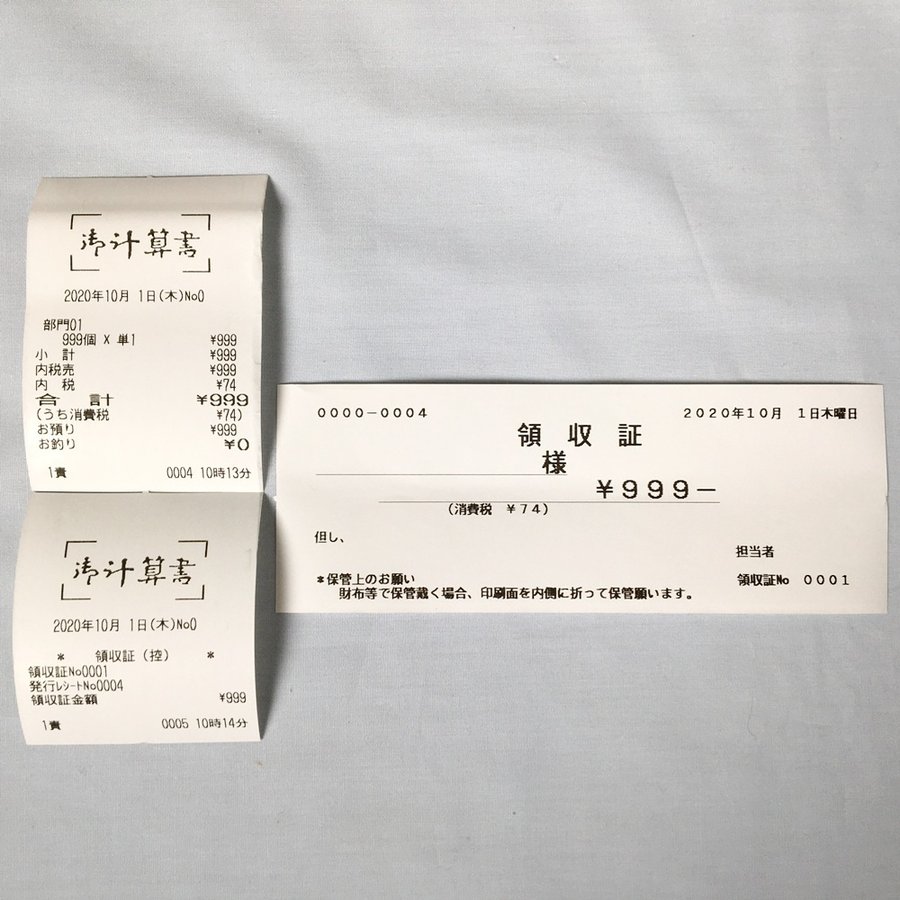 御計算書
2020年10月 1日(木)No0
部門01
999個 X 単1 ¥999
小 計 ¥999
内税売 ¥999
内 税 ¥74
合 計 ¥999
(うち消費税 ¥74)
お預り ¥999
お釣り ¥0
1責 0004 10時13分
御計算書
2020年10月 1日(木)No0
* 領収証(控) *
領収証No0001
発行レシートNo0004
領収証金額 ¥999
1責 0005 10時14分
0000-0004 2020年10月 1日木曜日
領 収 証
様
¥999-
(消費税 ¥74)
但し、
担当者
*保管上のお願い 領収証No 0001
財布等で保管戴く場合、印刷面を内側に折って保管願います。